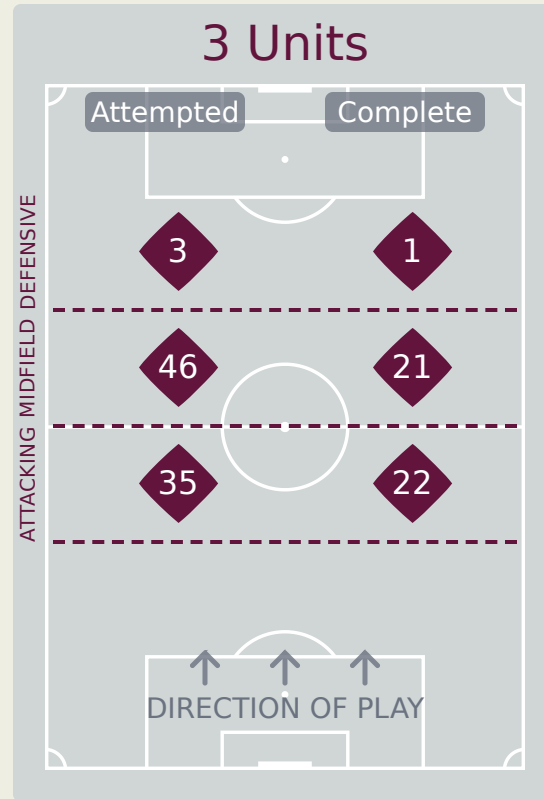 3 Units
Attempted Complete
3 1
46 21
35 22
ATTACKING MIDFIELD DEFENSIVE
DIRECTION OF PLAY